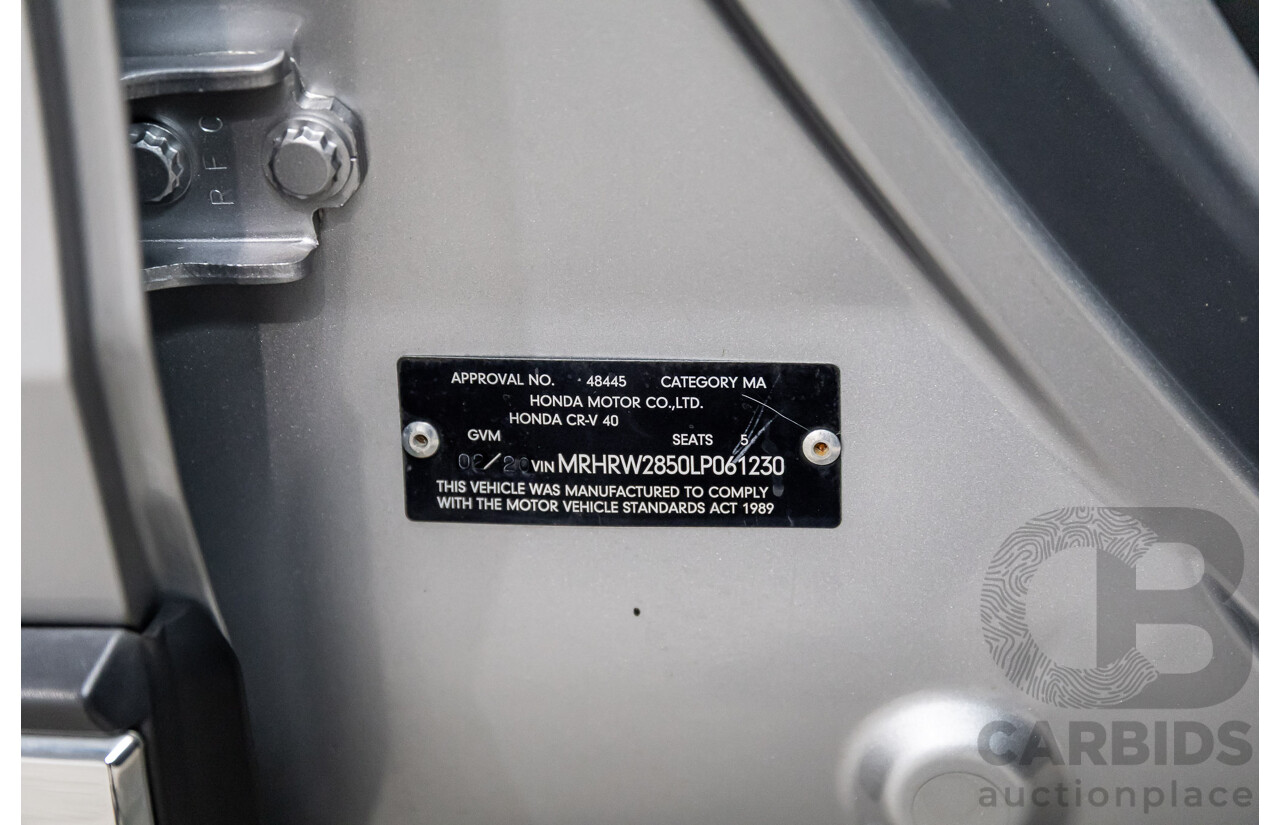 R F C
APPROVAL NO. 48445 CATEGORY MA
HONDA MOTOR CO.,LTD.
HONDA CR-V 40
GVM SEATS 5
VIN MRHRW2850LP061230
THIS VEHICLE WAS MANUFACTURED TO COMPLY
WITH THE MOTOR VEHICLE STANDARDS ACT 1989
CB
CARBIDS
auctionplace